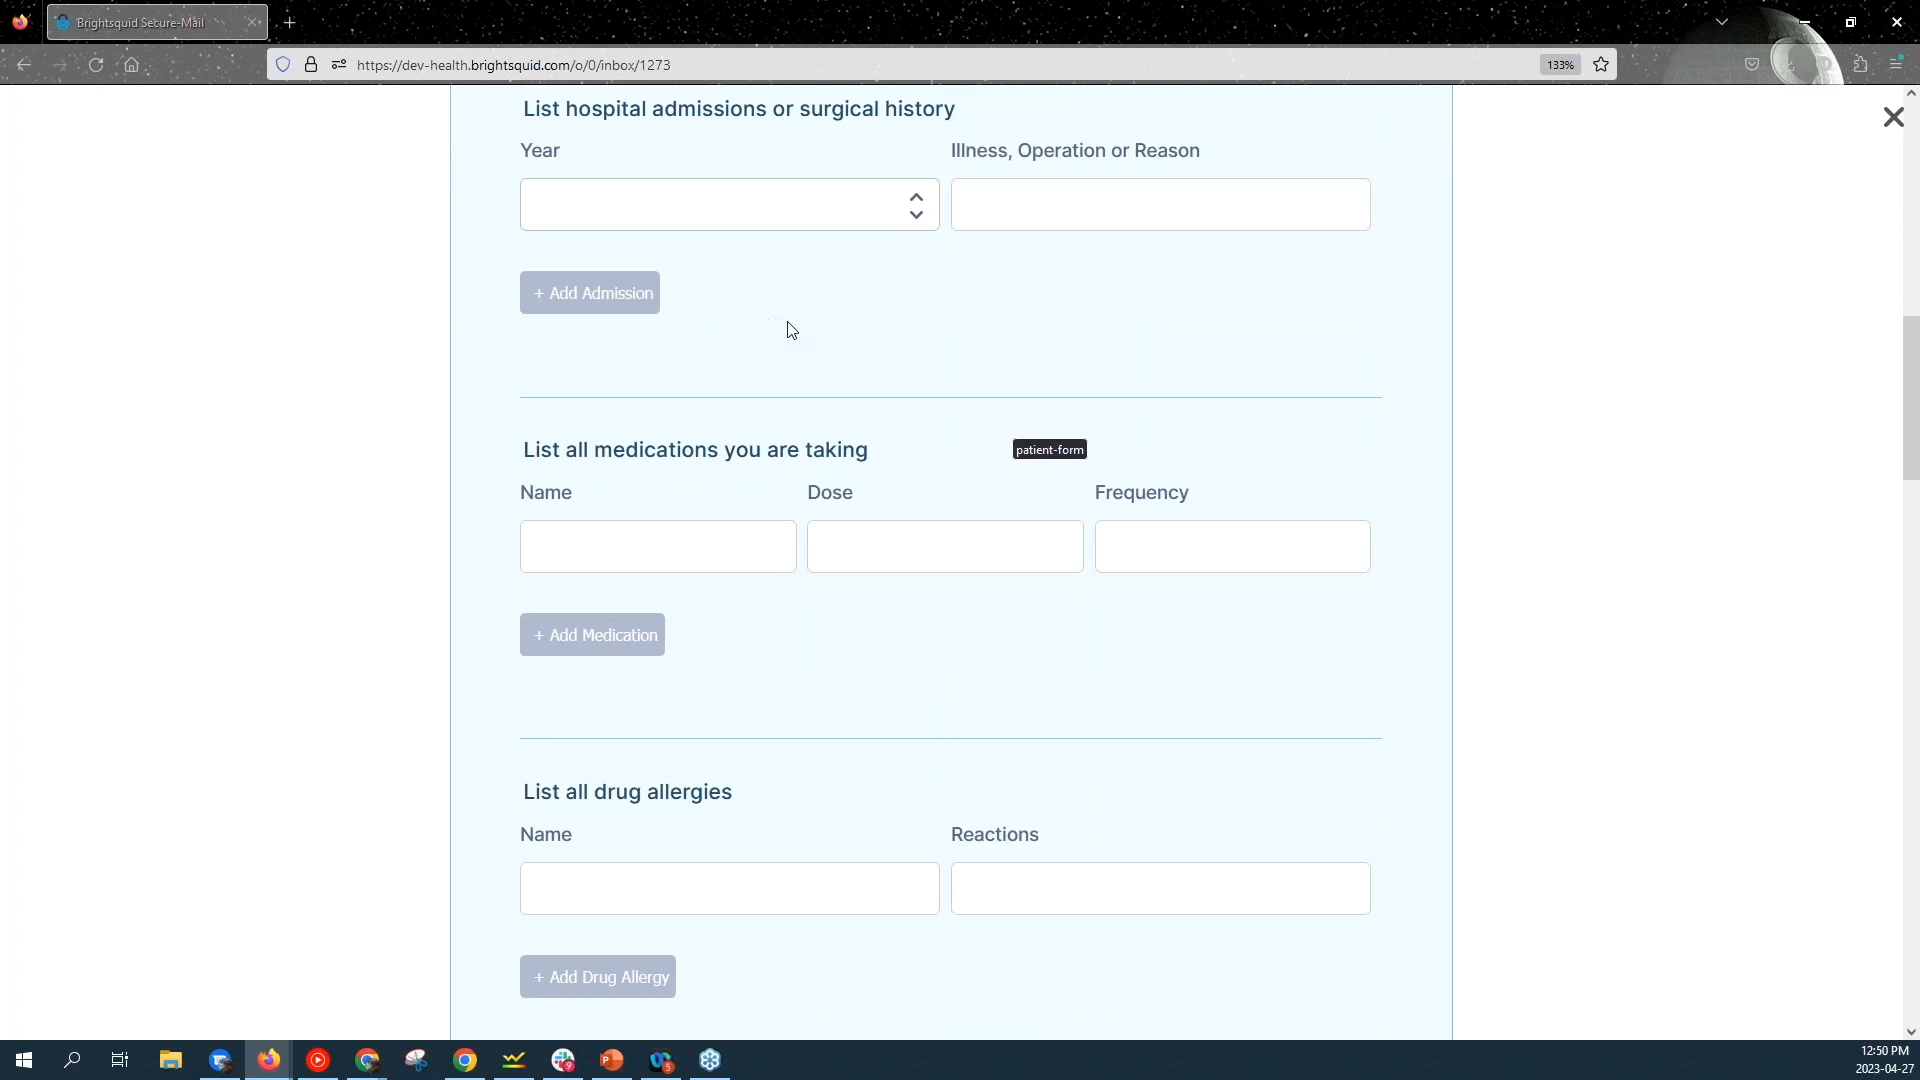 Brightsquid Secure-Mail
https://dev-health.brightsquid.com/o/0/inbox/1273
133%
List hospital admissions or surgical history
Year
Illness, Operation or Reason
+ Add Admission
List all medications you are taking
patient-form
Name
Dose
Frequency
+ Add Medication
List all drug allergies
Name
Reactions
+ Add Drug Allergy
9
P
5
12:50 PM
2023-04-27